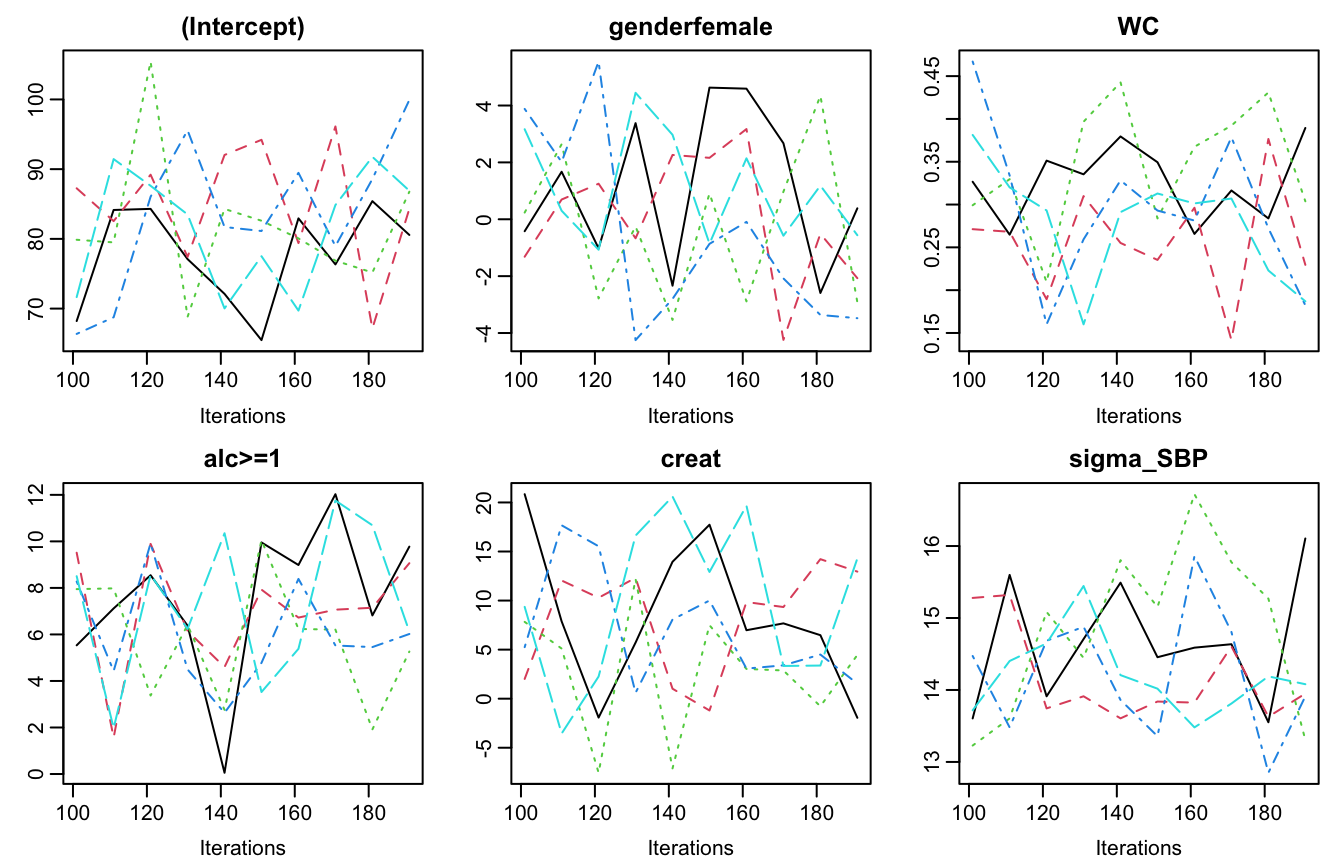 (Intercept)
100
90
80
70
100 120 140 160 180
Iterations
genderfemale
4
2
0
-2
-4
100 120 140 160 180
Iterations
WC
0.45
0.35
0.25
0.15
100 120 140 160 180
Iterations
alc>=1
12
10
8
6
4
2
0
100 120 140 160 180
Iterations
creat
20
15
10
5
0
-5
100 120 140 160 180
Iterations
sigma_SBP
16
15
14
13
100 120 140 160 180
Iterations